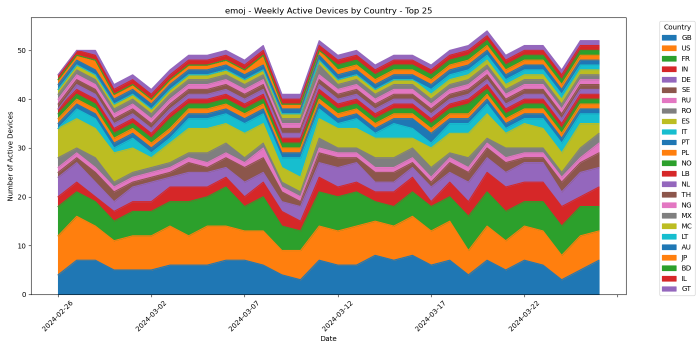 emoji - Weekly Active Devices by Country - Top 25
Number of Active Devices
50
40
30
20
10
0
2024-02-26
2024-03-02
2024-03-07
2024-03-12
2024-03-17
2024-03-22
Date
Country
GB
US
FR
IN
DE
SE
RU
RO
ES
IT
PT
PL
NO
LB
NL
TH
NG
MX
MC
LT
AU
JP
BD
IL
GT